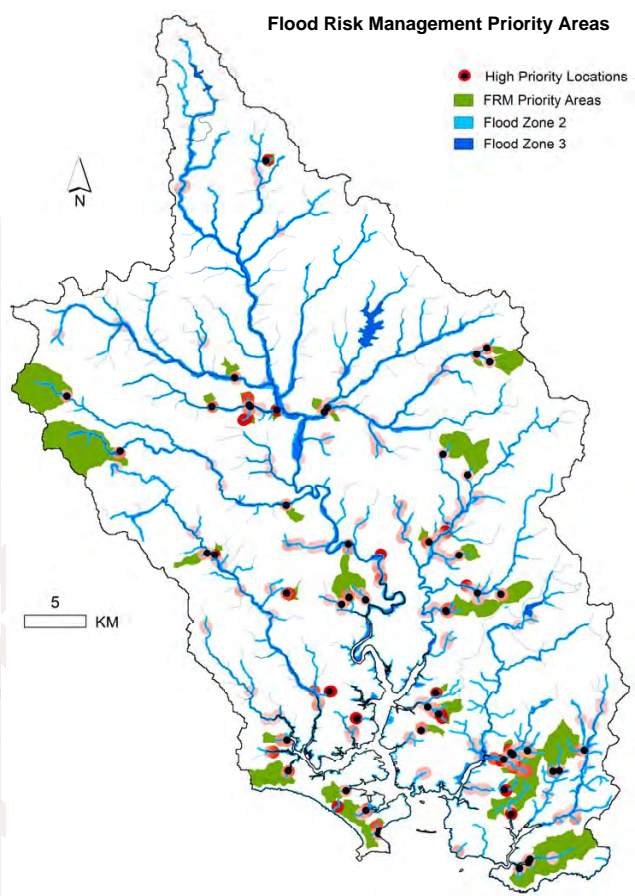 Flood Risk Management Priority Areas
High Priority Locations
FRM Priority Areas
Flood Zone 2
Flood Zone 3
N
5
KM